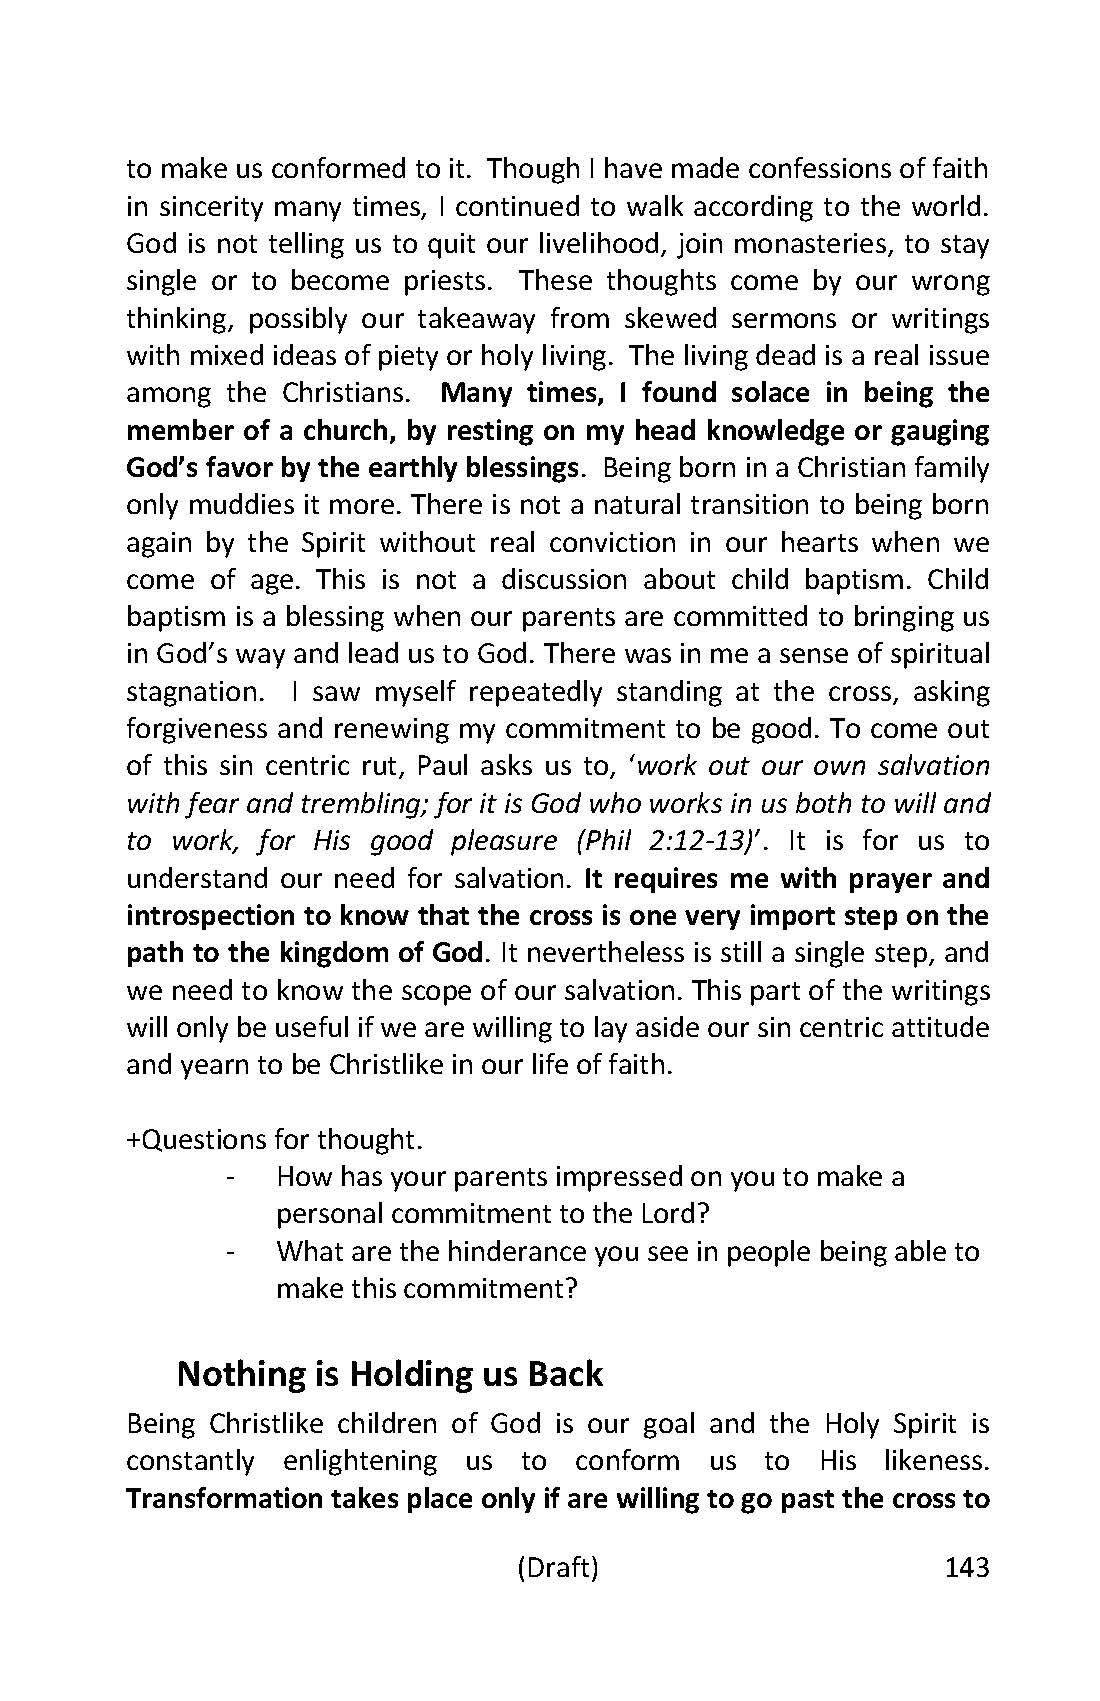 to make us conformed to it.  Though I have made confessions of faith
in sincerity many times, I continued to walk according to the world.
God is not telling us to quit our livelihood, join monasteries, to stay
single or to become priests.  These thoughts come by our wrong
thinking, possibly our takeaway from skewed sermons or writings
with mixed ideas of piety or holy living.  The living dead is a real issue
among the Christians.  Many times, I found solace in being the
member of a church, by resting on my head knowledge or gauging
God’s favor by the earthly blessings.  Being born in a Christian family
only muddies it more. There is not a natural transition to being born
again by the Spirit without real conviction in our hearts when we
come of age. This is not a discussion about child baptism. Child
baptism is a blessing when our parents are committed to bringing us
in God’s way and lead us to God. There was in me a sense of spiritual
stagnation.  I saw myself repeatedly standing at the cross, asking
forgiveness and renewing my commitment to be good. To come out
of this sin centric rut, Paul asks us to, ‘work out our own salvation
with fear and trembling; for it is God who works in us both to will and
to work, for His good pleasure (Phil 2:12-13)’. It is for us to
understand our need for salvation. It requires me with prayer and
introspection to know that the cross is one very import step on the
path to the kingdom of God. It nevertheless is still a single step, and
we need to know the scope of our salvation. This part of the writings
will only be useful if we are willing to lay aside our sin centric attitude
and yearn to be Christlike in our life of faith.
+Questions for thought.
- How has your parents impressed on you to make a
personal commitment to the Lord?
- What are the hinderance you see in people being able to
make this commitment?
Nothing is Holding us Back
Being Christlike children of God is our goal and the Holy Spirit is
constantly enlightening us to conform us to His likeness.
Transformation takes place only if are willing to go past the cross to
(Draft) 143